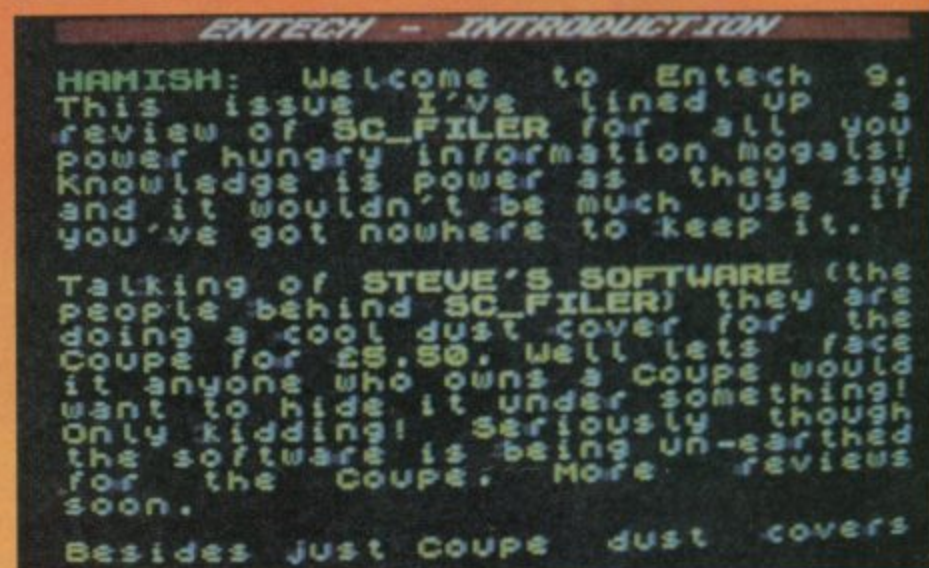 ENTECH - INTRODUCTION
HAMISH: Welcome to Entech 9.
This issue I've lined up a
review of SC_FILER for all you
power hungry information mogals!
Knowledge is power as they say
and it wouldn't be much use if
you've got nowhere to keep it.
Talking of STEVE'S SOFTWARE (the
people behind SC_FILER) they are
doing a cool dust cover for the
Coupe for £5.50. Well lets face
it anyone who owns a Coupe would
want to hide it under something!
Only kidding! Seriously though
the software is being un-earthed
for the Coupe. More reviews
soon.
Besides just Coupe dust covers